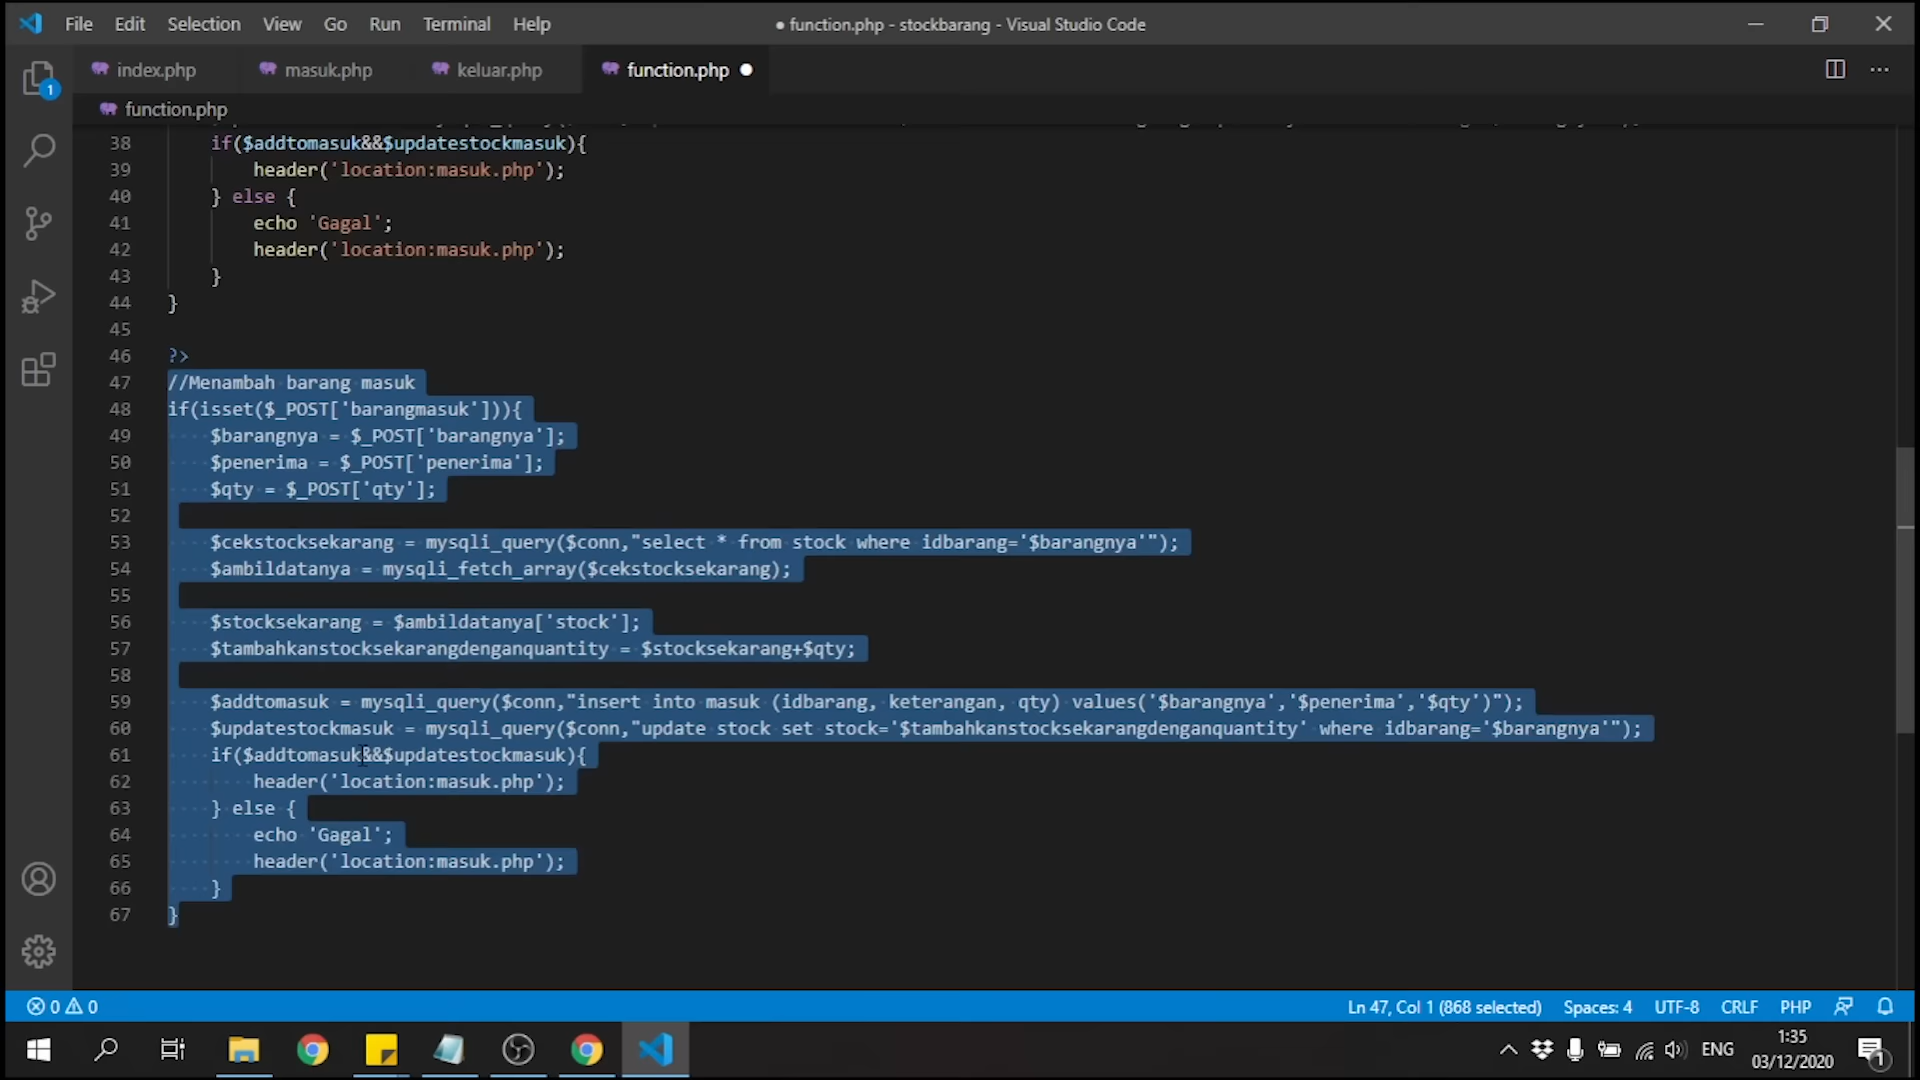 File Edit Selection View Go Run Terminal Help
● function.php - stockbarang - Visual Studio Code
index.php masuk.php keluar.php function.php
function.php
38 if($addtomasuk&&$updatestockmasuk){
39 header('location:masuk.php');
40 } else {
41 echo 'Gagal';
42 header('location:masuk.php');
43 }
44 }
45
46 ?>
47 //Menambah barang masuk
48 if(isset($_POST['barangmasuk'])){
49 $barangnya = $_POST['barangnya'];
50 $penerima = $_POST['penerima'];
51 $qty = $_POST['qty'];
52
53 $cekstocksekarang = mysqli_query($conn,"select * from stock where idbarang='$barangnya'");
54 $ambildatanya = mysqli_fetch_array($cekstocksekarang);
55
56 $stocksekarang = $ambildatanya['stock'];
57 $tambahkanstocksekarangdenganquantity = $stocksekarang+$qty;
58
59 $addtomasuk = mysqli_query($conn,"insert into masuk (idbarang, keterangan, qty) values('$barangnya','$penerima','$qty')");
60 $updatestockmasuk = mysqli_query($conn,"update stock set stock='$tambahkanstocksekarangdenganquantity' where idbarang='$barangnya'");
61 if($addtomasuk&&$updatestockmasuk){
62 header('location:masuk.php');
63 } else {
64 echo 'Gagal';
65 header('location:masuk.php');
66 }
67 }
1
0 0 Ln 47, Col 1 (868 selected) Spaces: 4 UTF-8 CRLF PHP
ENG
1:35
03/12/2020
1